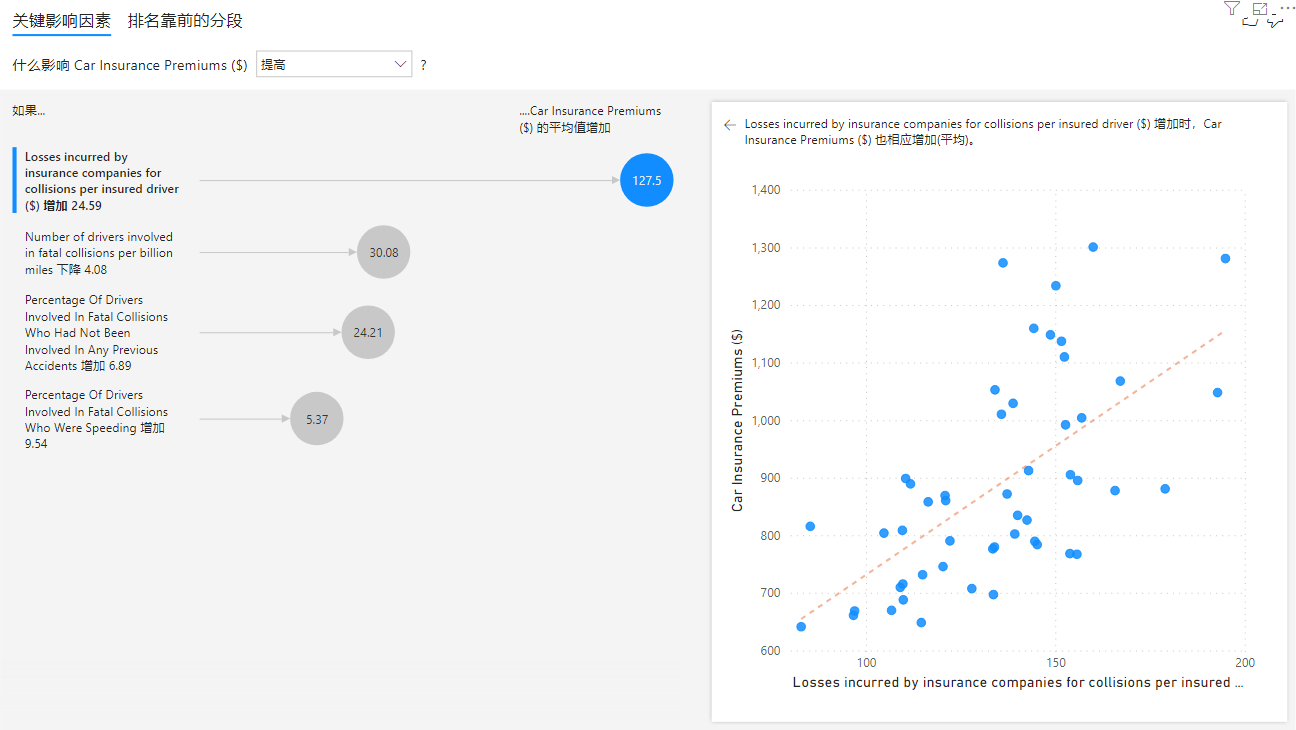 关键影响因素 排名靠前的分段
什么影响 Car Insurance Premiums ($) 提高 ?
如果...
....Car Insurance Premiums
($) 的平均值增加
Losses incurred by
insurance companies for
collisions per insured driver
($) 增加 24.59
127.5
Number of drivers involved
in fatal collisions per billion
miles 下降 4.08
30.08
Percentage Of Drivers
Involved In Fatal Collisions
Who Had Not Been
Involved In Any Previous
Accidents 增加 6.89
24.21
Percentage Of Drivers
Involved In Fatal Collisions
Who Were Speeding 增加
9.54
5.37
Losses incurred by insurance companies for collisions per insured driver ($) 增加时，Car
Insurance Premiums ($) 也相应增加(平均)。
Car Insurance Premiums ($)
1,400
1,300
1,200
1,100
1,000
900
800
700
600
100 150 200
Losses incurred by insurance companies for collisions per insured ...